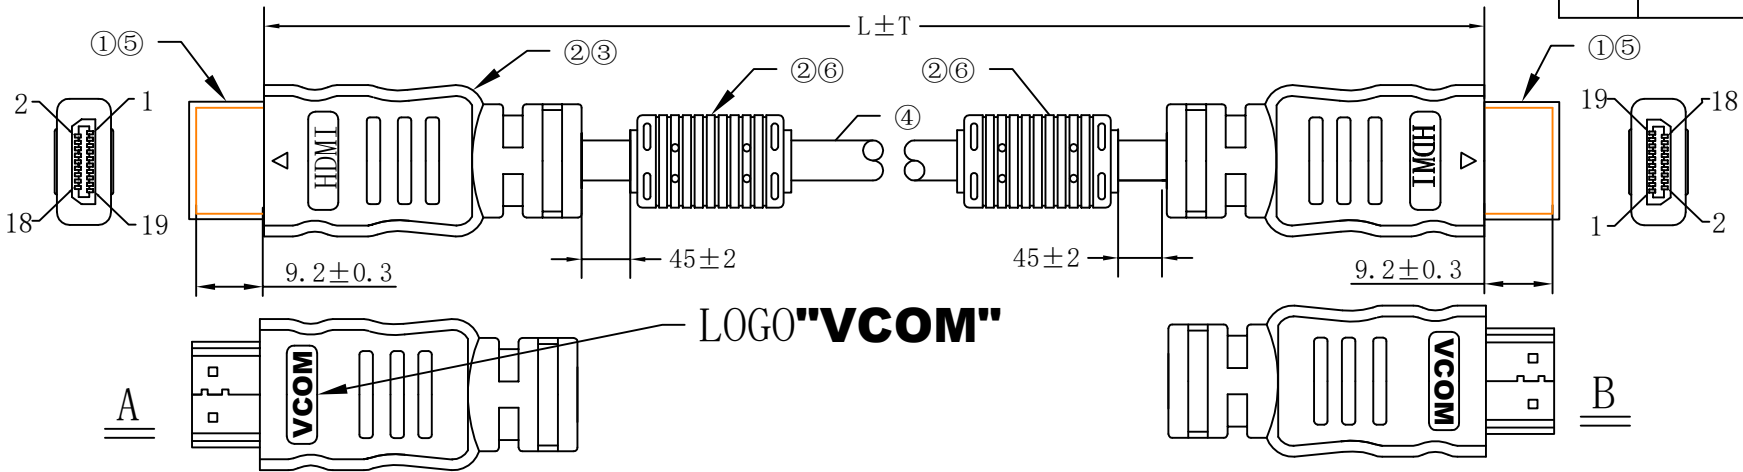 L±T
①⑤
②③
②⑥
②⑥
①⑤
④
2
1
18
19
HDMI
HDMI
19
18
1
2
9.2±0.3
45±2
45±2
9.2±0.3
LOGO"VCOM"
VCOM
VCOM
A
B